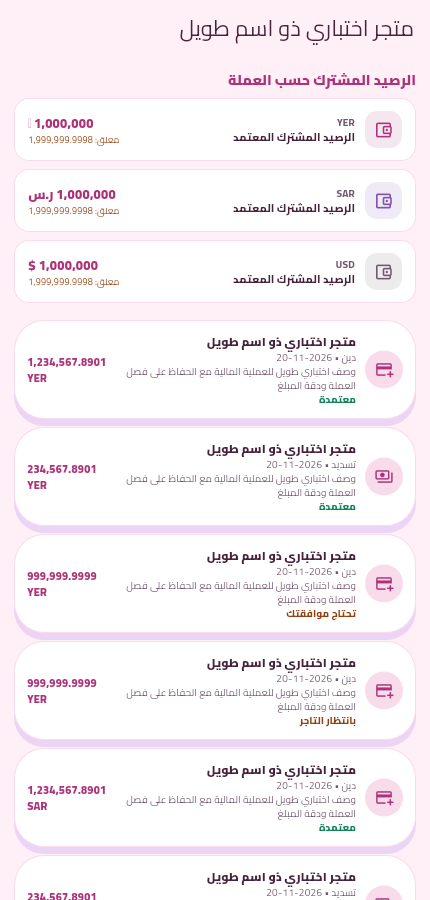 متجر اختباري ذو اسم طويل
الرصيد المشترك حسب العملة
YER
الرصيد المشترك المعتمد
1,000,000
معلق: 1,999,999.9998
SAR
الرصيد المشترك المعتمد
1,000,000 ر.س
معلق: 1,999,999.9998
USD
الرصيد المشترك المعتمد
$ 1,000,000
معلق: 1,999,999.9998
متجر اختباري ذو اسم طويل
دين • 2026-11-20
وصف اختباري طويل للعملية المالية مع الحفاظ على فصل
العملة ودقة المبلغ
معتمدة
1,234,567.8901
YER
متجر اختباري ذو اسم طويل
تسديد • 2026-11-20
وصف اختباري طويل للعملية المالية مع الحفاظ على فصل
العملة ودقة المبلغ
معتمدة
234,567.8901
YER
متجر اختباري ذو اسم طويل
دين • 2026-11-20
وصف اختباري طويل للعملية المالية مع الحفاظ على فصل
العملة ودقة المبلغ
تحتاج موافقتك
999,999.9999
YER
متجر اختباري ذو اسم طويل
دين • 2026-11-20
وصف اختباري طويل للعملية المالية مع الحفاظ على فصل
العملة ودقة المبلغ
بانتظار التاجر
999,999.9999
YER
متجر اختباري ذو اسم طويل
دين • 2026-11-20
وصف اختباري طويل للعملية المالية مع الحفاظ على فصل
العملة ودقة المبلغ
معتمدة
1,234,567.8901
SAR
متجر اختباري ذو اسم طويل
تسديد • 2026-11-20
234,567.8901